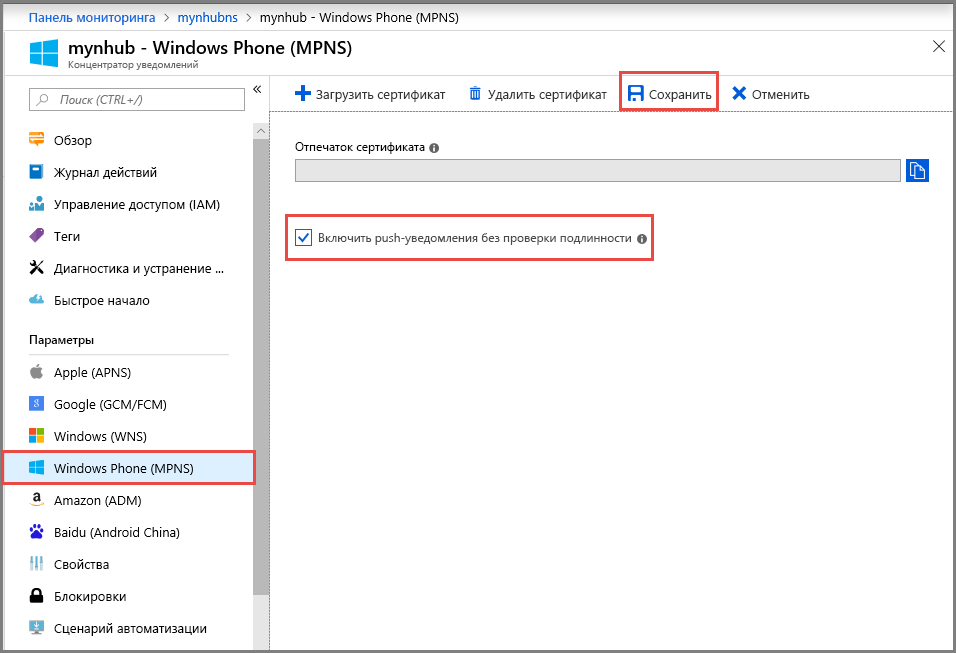 Панель мониторинга > mynhubns > mynhub - Windows Phone (MPNS)
mynhub - Windows Phone (MPNS)
Концентратор уведомлений
Поиск (CTRL+/)
Обзор
Журнал действий
Управление доступом (IAM)
Теги
Диагностика и устранение ...
Быстрое начало
Параметры
Apple (APNS)
Google (GCM/FCM)
Windows (WNS)
Windows Phone (MPNS)
Amazon (ADM)
Baidu (Android China)
Свойства
Блокировки
Сценарий автоматизации
Загрузить сертификат Удалить сертификат Сохранить Отменить
Отпечаток сертификата
Включить push-уведомления без проверки подлинности